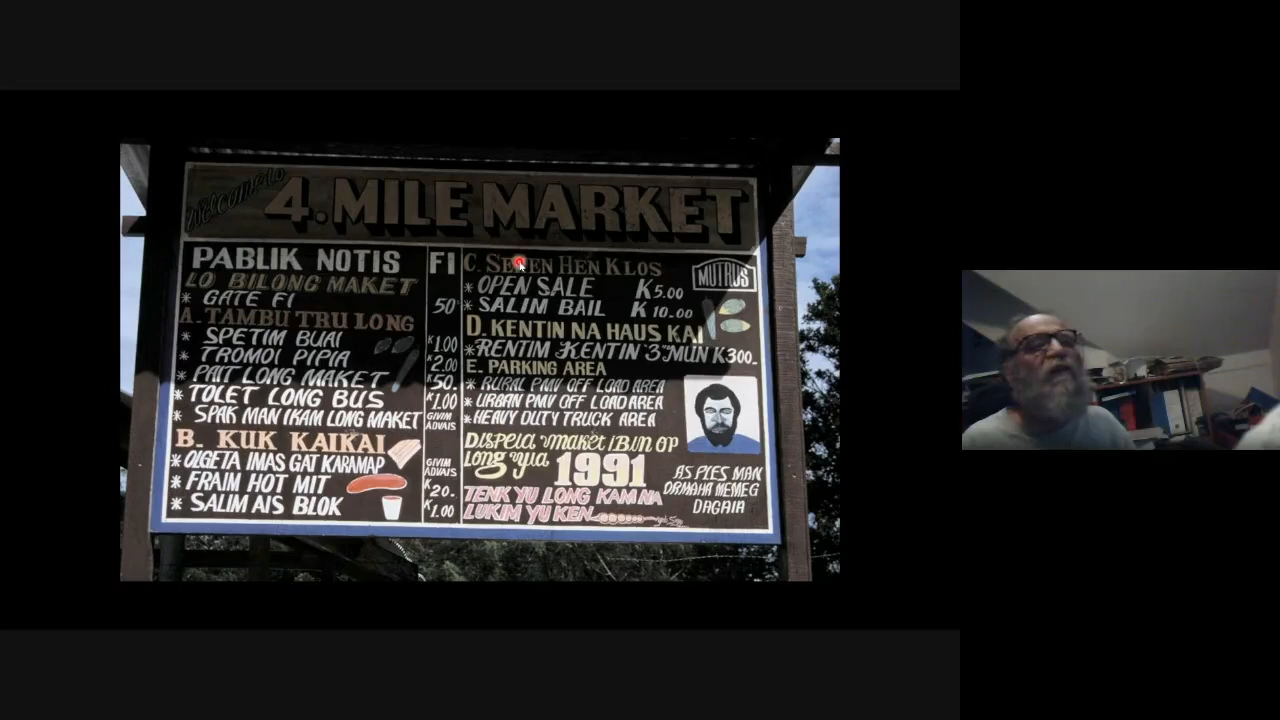 Welcome to
4. MILE MARKET
PABLIK NOTIS
LO BILONG MAKET
* GATE FI 50
A. TAMBU TRU LONG
* SPETIM BUAI K1.00
* TROMOI PIPIA K2.00
* PAIT LONG MAKET K50.
* TOLET LONG BUS K1.00
* SPAK MAN IKAM LONG MAKET GIVIM ADVAIS
B. KUK KAIKAI
* OLGETA IMAS GAT KARAMAP GIVIM ADVAIS
* FRAIM HOT MIT K20.
* SALIM AIS BLOK K1.00
FI
C. SEKEN HEN KLOS
* OPEN SALE K5.00
* SALIM BAIL K10.00
D. KENTIN NA HAUS KAI
* RENTIM KENTIN 3 MUN K300.
E. PARKING AREA
* RURAL PMV OFF LOAD AREA
* URBAN PMV OFF LOAD AREA
* HEAVY DUTY TRUCK AREA
DISPELA MAKET IBIN OP
LONG YIA 1991
TENK YU LONG KAM NA
LUKIM YU KEN
MUTRUS
AS PLES MAN